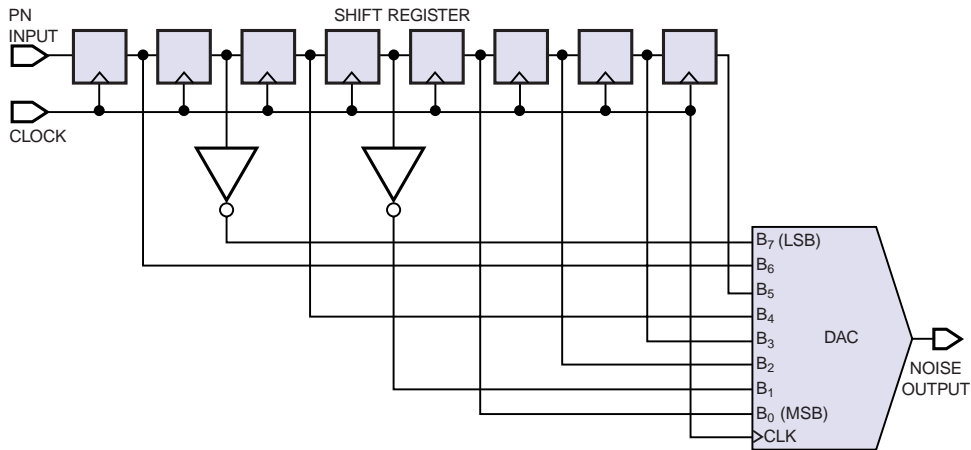 PN
INPUT
SHIFT REGISTER
CLOCK
B₇ (LSB)
B₆
B₅
B₄
B₃
B₂
B₁
B₀ (MSB)
CLK
DAC
NOISE
OUTPUT